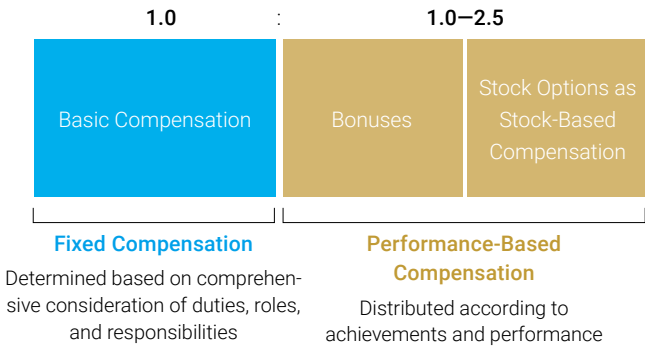 1.0 : 1.0—2.5
Basic Compensation
Bonuses
Stock Options as
Stock-Based
Compensation
Fixed Compensation
Determined based on comprehen-
sive consideration of duties, roles,
and responsibilities
Performance-Based
Compensation
Distributed according to
achievements and performance